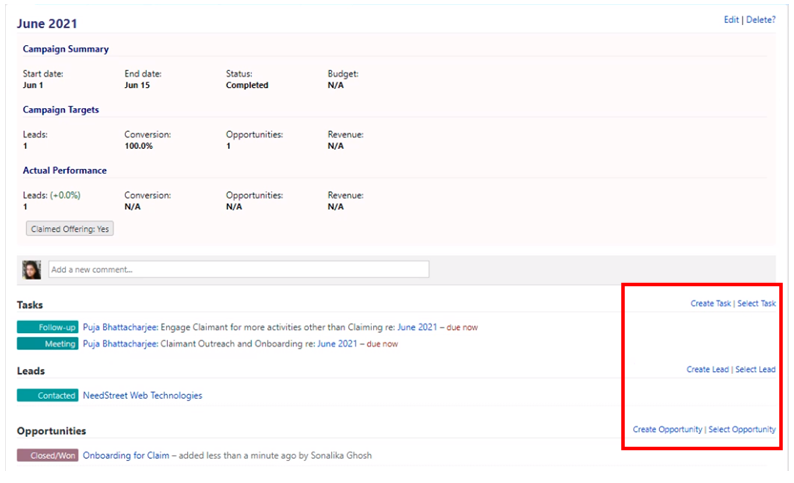 June 2021
Edit | Delete?
Campaign Summary
Start date: End date: Status: Budget:
Jun 1 Jun 15 Completed N/A
Campaign Targets
Leads: Conversion: Opportunities: Revenue:
1 100.0% 1 N/A
Actual Performance
Leads: (+0.0%) Conversion: Opportunities: Revenue:
1 N/A N/A N/A
Claimed Offering: Yes
Add a new comment...
Tasks Create Task | Select Task
Follow-up Puja Bhattacharjee: Engage Claimant for more activities other than Claiming re: June 2021 – due now
Meeting Puja Bhattacharjee: Claimant Outreach and Onboarding re: June 2021 – due now
Leads Create Lead | Select Lead
Contacted NeedStreet Web Technologies
Opportunities Create Opportunity | Select Opportunity
Closed/Won Onboarding for Claim – added less than a minute ago by Sonalika Ghosh